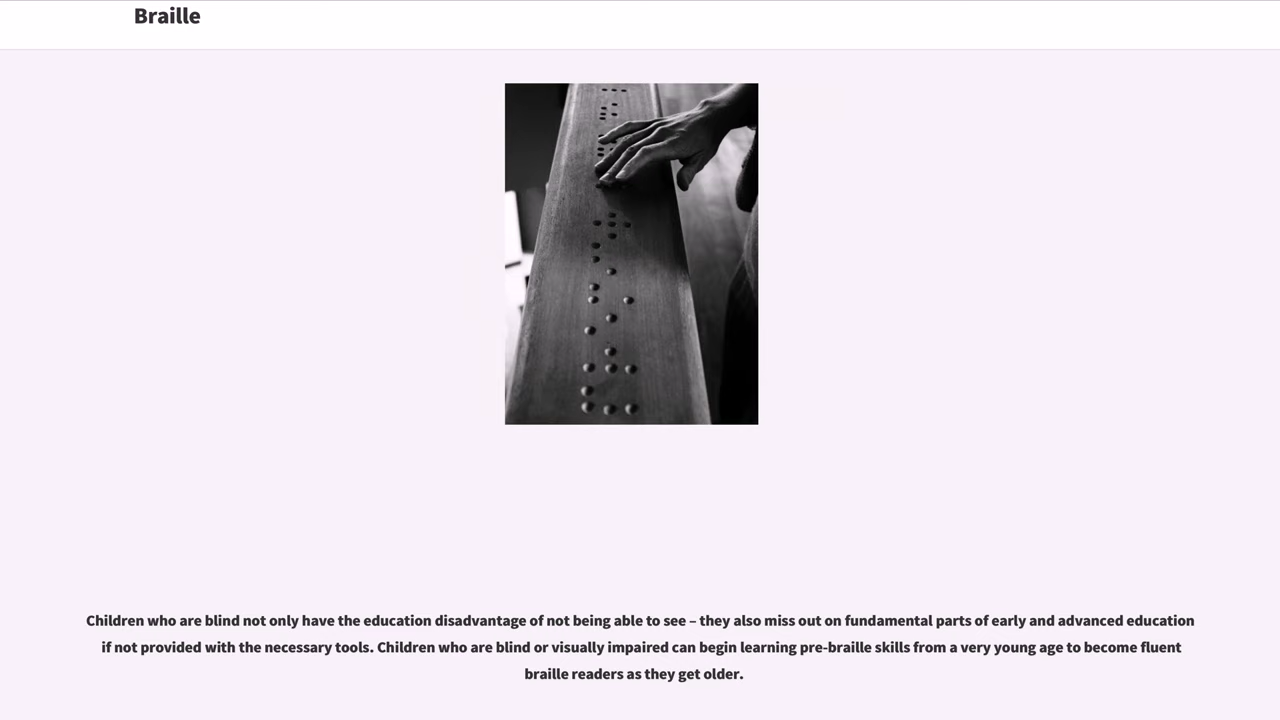 Braille
Children who are blind not only have the education disadvantage of not being able to see – they also miss out on fundamental parts of early and advanced education
if not provided with the necessary tools. Children who are blind or visually impaired can begin learning pre-braille skills from a very young age to become fluent
braille readers as they get older.